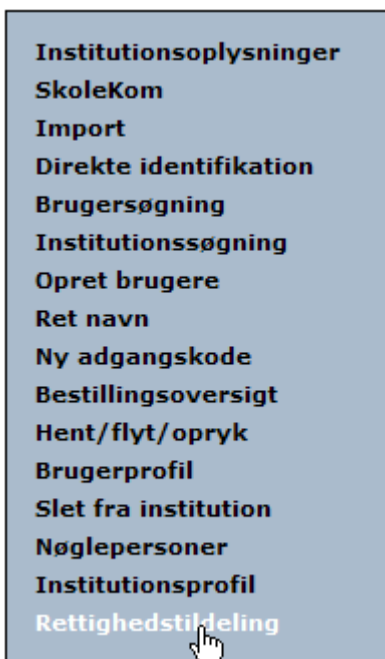 Institutionsoplysninger
SkoleKom
Import
Direkte identifikation
Brugersøgning
Institutionssøgning
Opret brugere
Ret navn
Ny adgangskode
Bestillingsoversigt
Hent/flyt/opryk
Brugerprofil
Slet fra institution
Nøglepersoner
Institutionsprofil
Rettighedstildeling